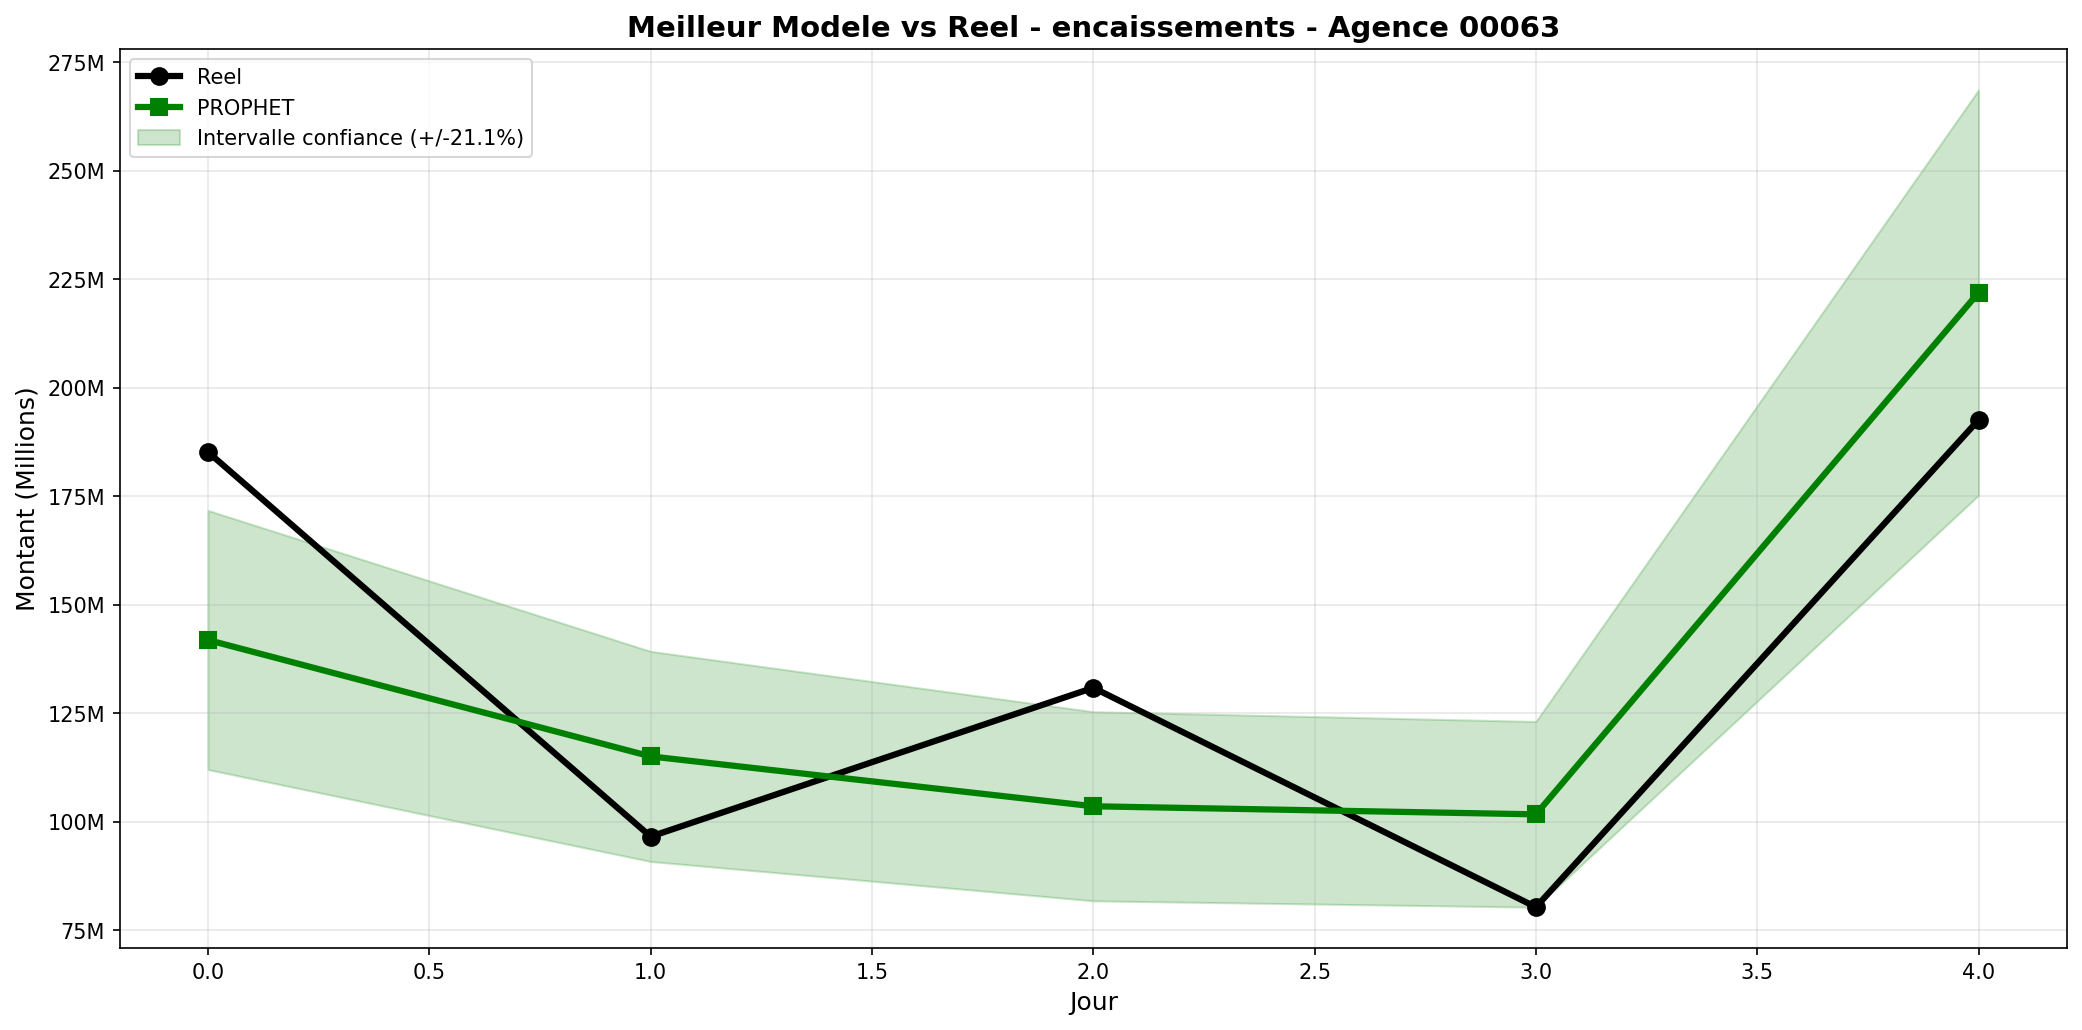 Meilleur Modele vs Reel - encaissements - Agence 00063
Reel
PROPHET
Intervalle confiance (+/-21.1%)
Montant (Millions)
275M
250M
225M
200M
175M
150M
125M
100M
75M
0.0 0.5 1.0 1.5 2.0 2.5 3.0 3.5 4.0
Jour